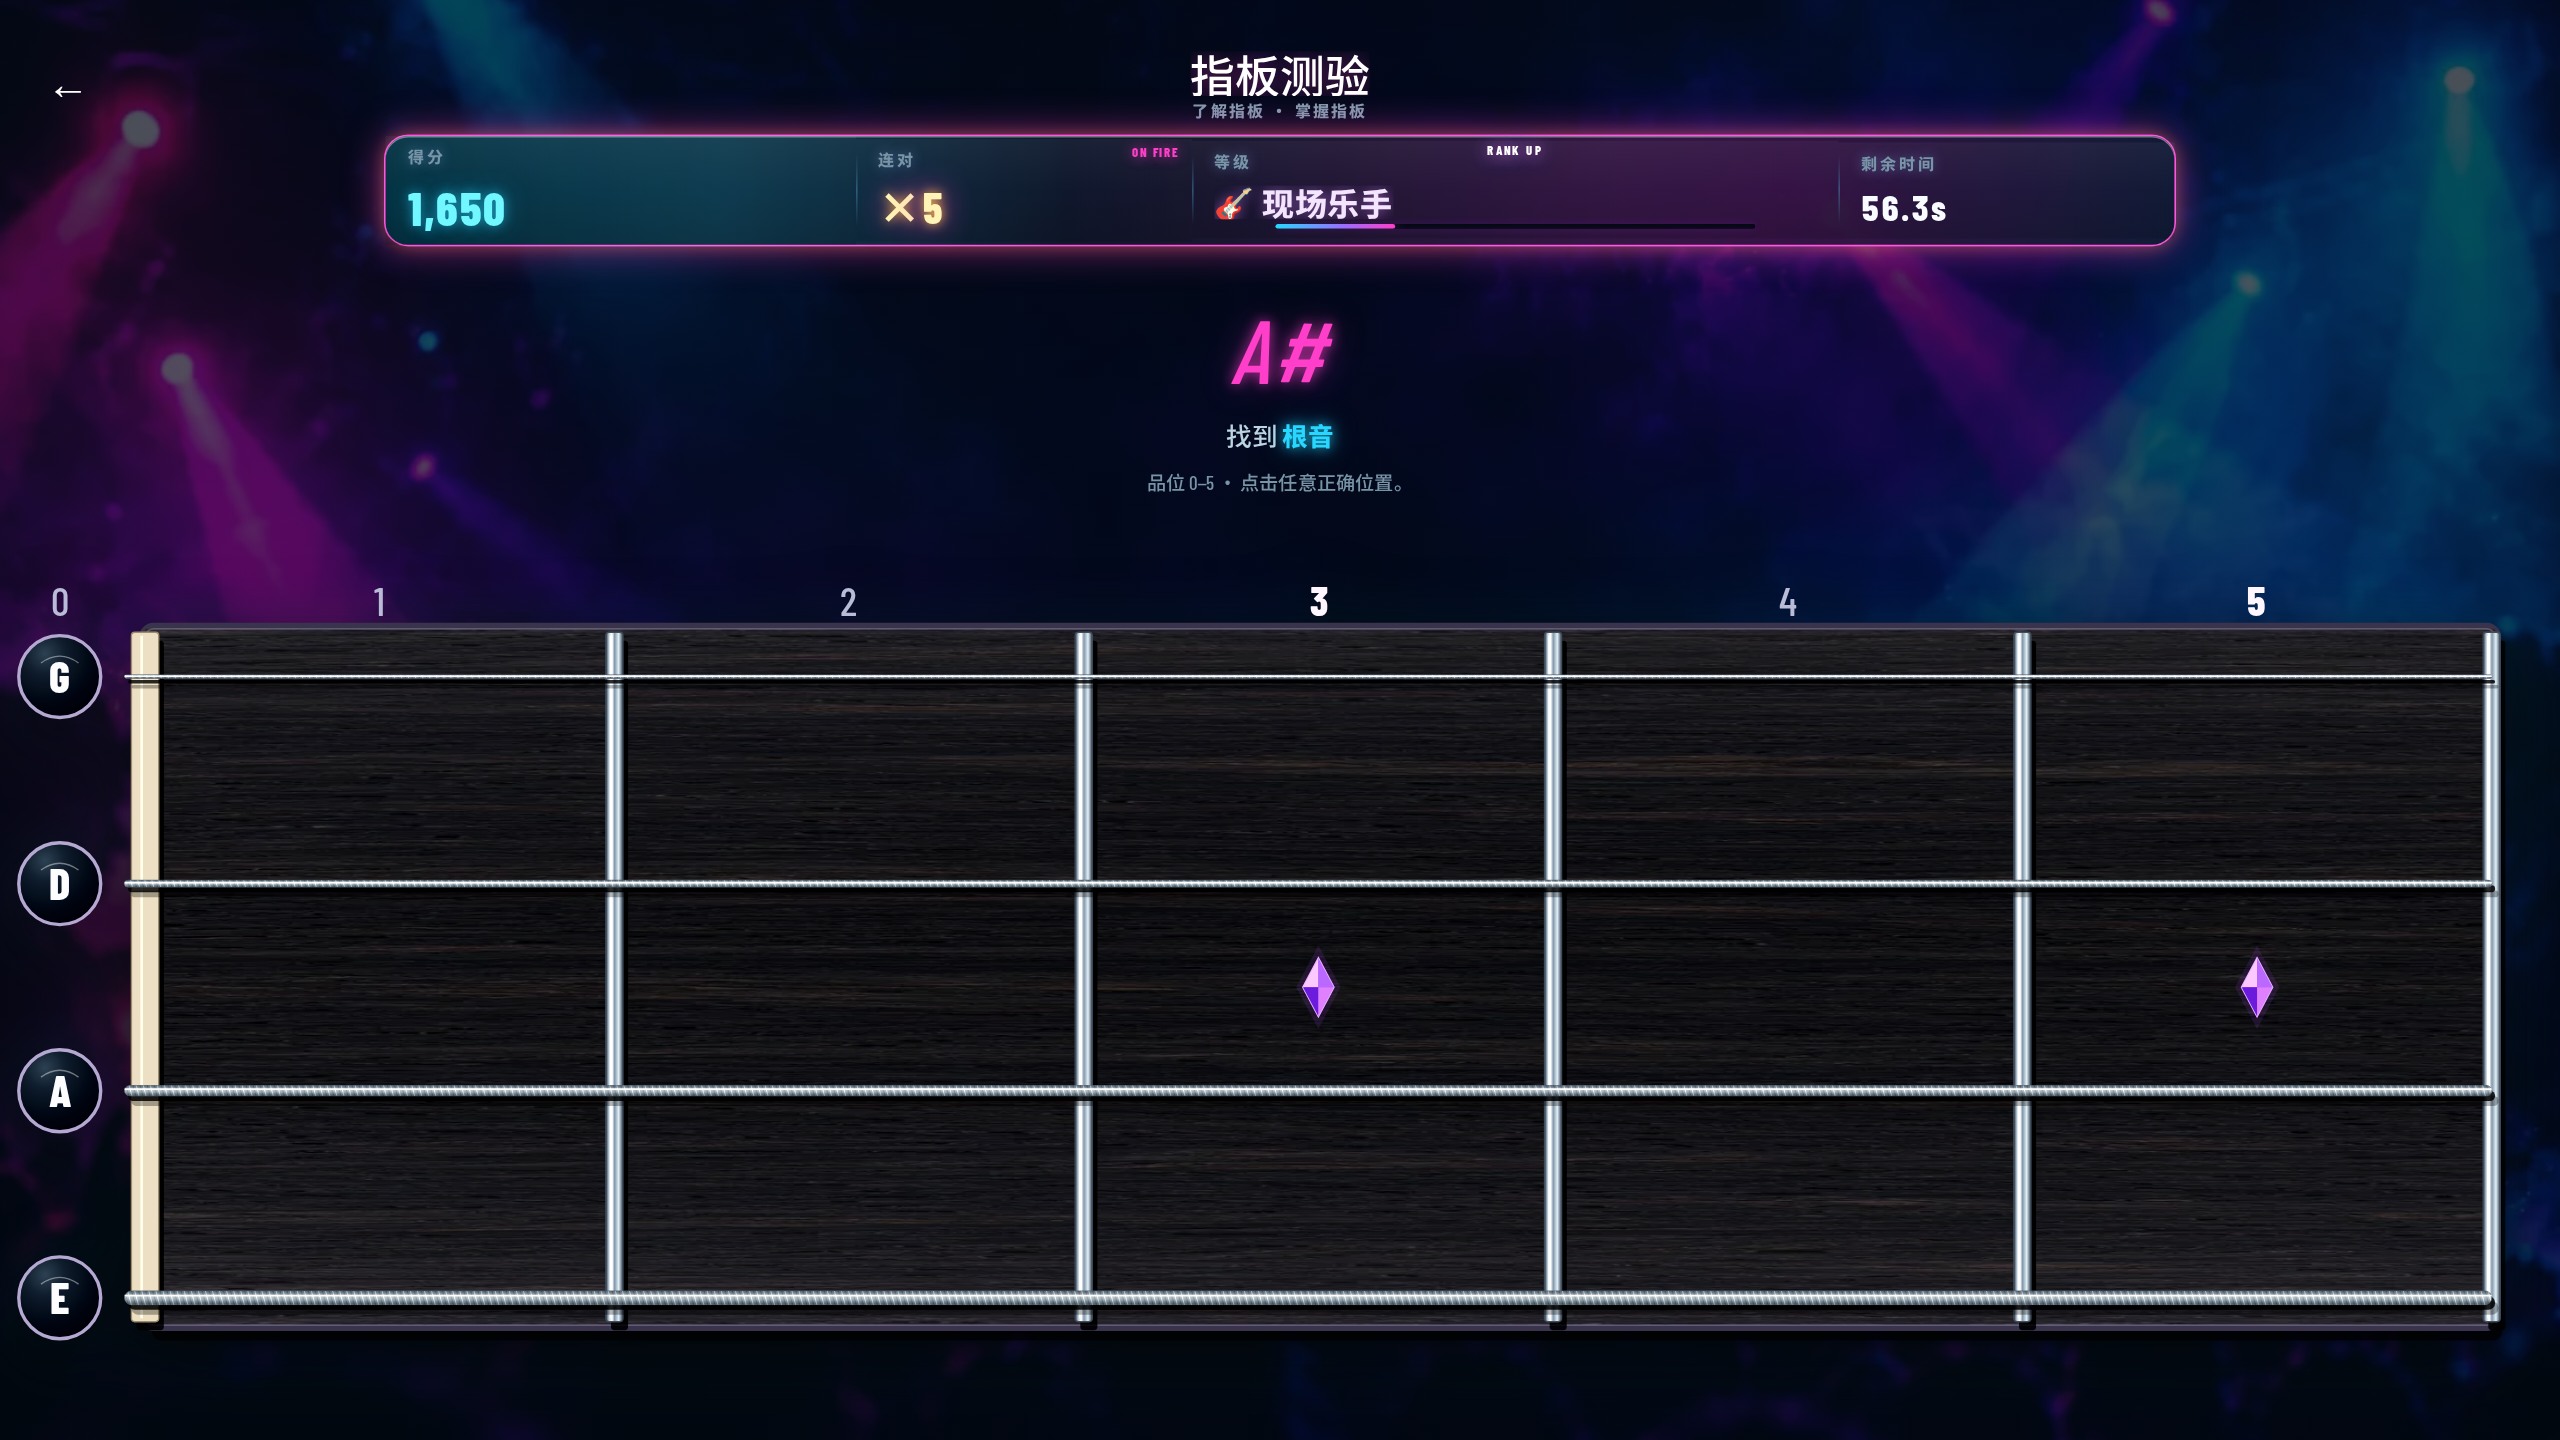 ←
指板测验
了解指板 • 掌握指板
得分
1,650
连对
ON FIRE
×5
等级
RANK UP
现场乐手
剩余时间
56.3s
A#
找到 根音
品位 0–5 • 点击任意正确位置。
0 1 2 3 4 5
G
D
A
E